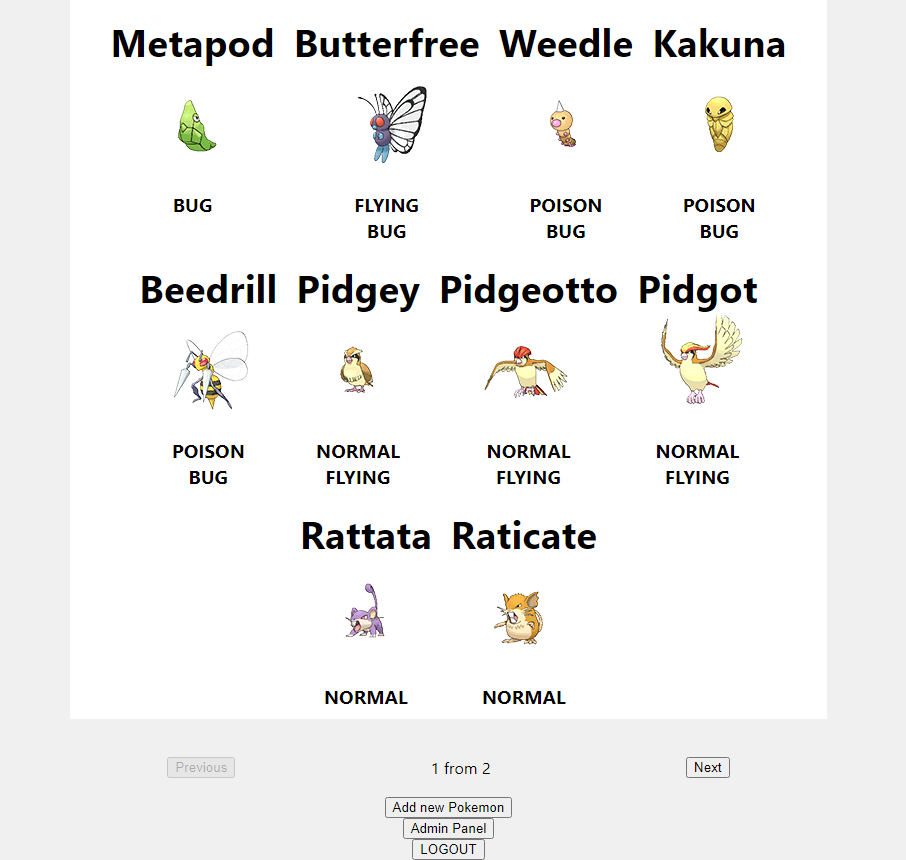 Metapod Butterfree Weedle Kakuna
BUG FLYING POISON POISON
BUG BUG BUG
Beedrill Pidgey Pidgeotto Pidgot
POISON NORMAL NORMAL NORMAL
BUG FLYING FLYING FLYING
Rattata Raticate
NORMAL NORMAL
Previous 1 from 2 Next
Add new Pokemon
Admin Panel
LOGOUT